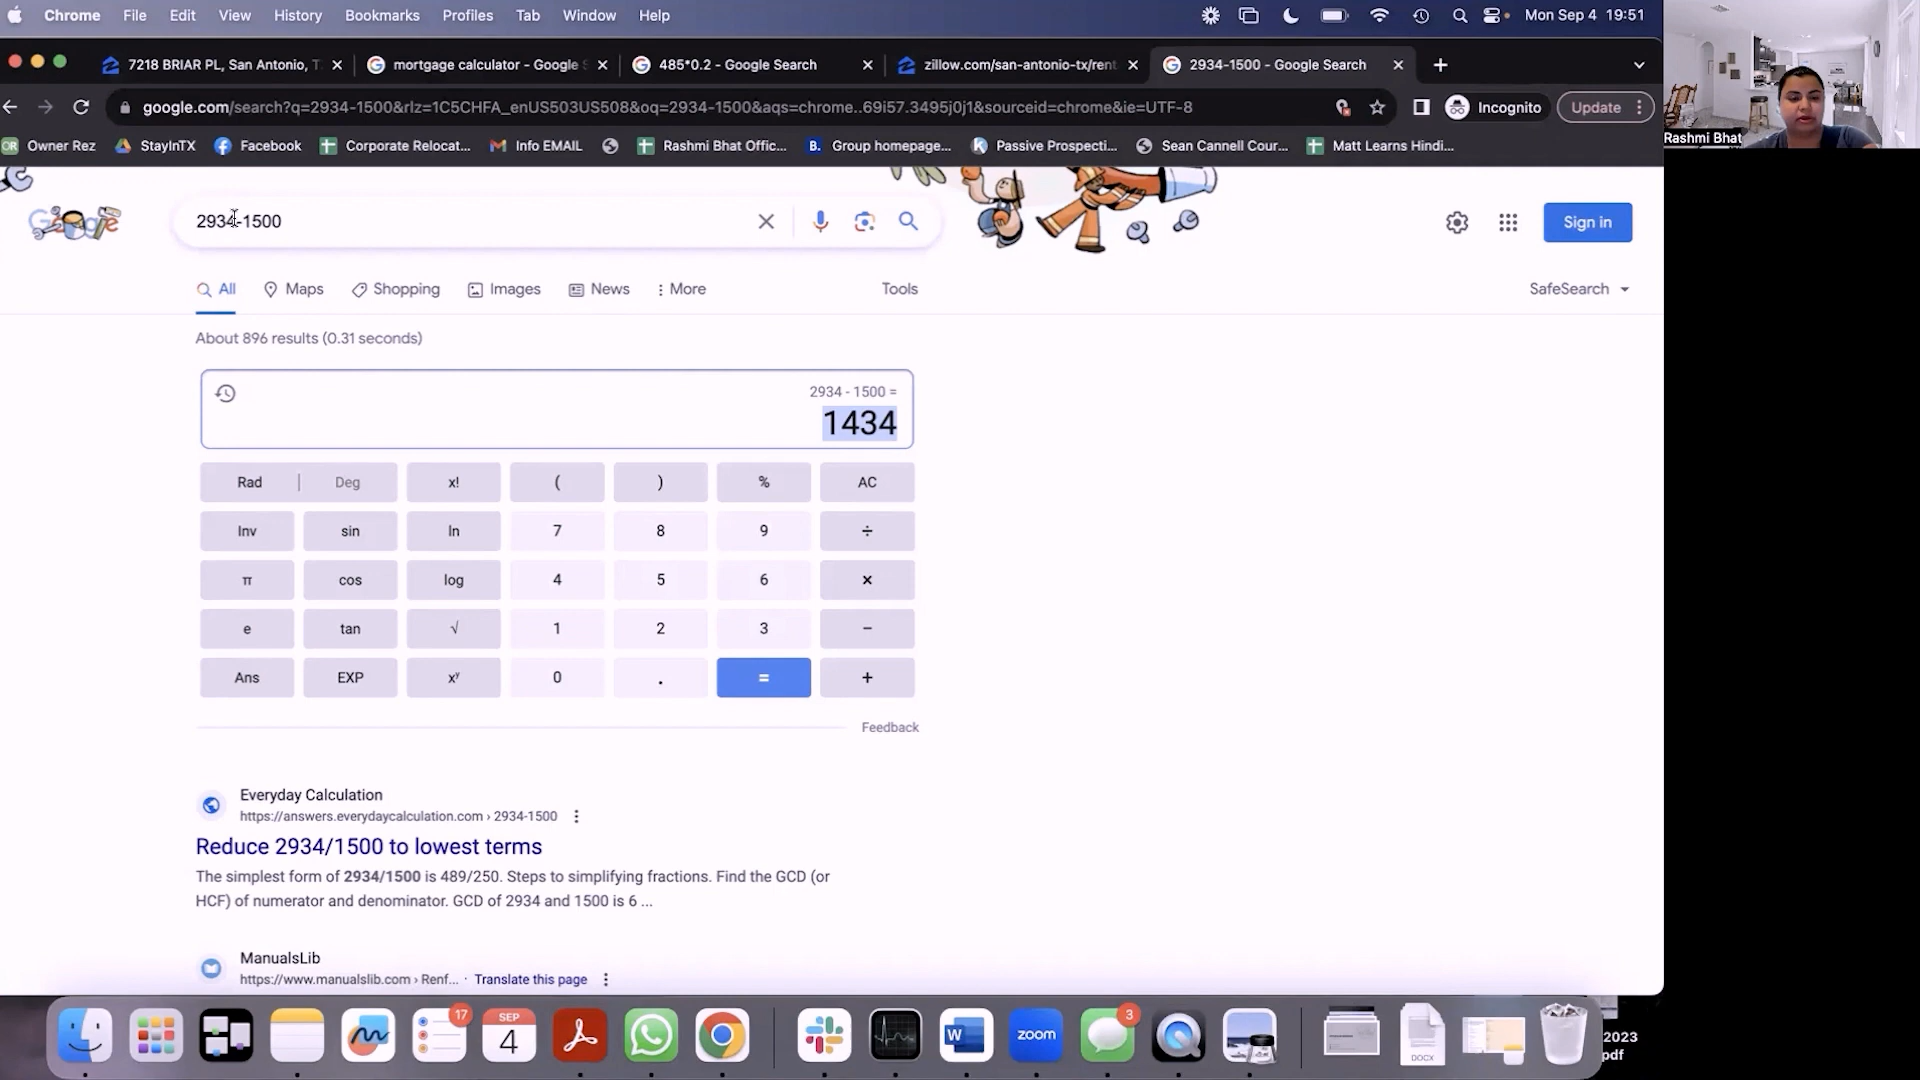 Chrome File Edit View History Bookmarks Profiles Tab Window Help Mon Sep 4 19:51
7218 BRIAR PL, San Antonio, T
mortgage calculator - Google S
485*0.2 - Google Search
zillow.com/san-antonio-tx/rent
2934-1500 - Google Search
google.com/search?q=2934-1500&rlz=1C5CHFA_enUS503US508&oq=2934-1500&aqs=chrome..69i57.3495j0j1&sourceid=chrome&ie=UTF-8
Incognito
Update
Rashmi Bhat
OR Owner Rez StayInTX Facebook Corporate Relocat... Info EMAIL Rashmi Bhat Offic... B. Group homepage... Passive Prospecti... Sean Cannell Cour... Matt Learns Hindi...
Google
2934-1500
Sign in
All Maps Shopping Images News More Tools
SafeSearch
About 896 results (0.31 seconds)
2934 - 1500 =
1434
Rad | Deg x! ( ) % AC
Inv sin ln 7 8 9 ÷
π cos log 4 5 6 ×
e tan √ 1 2 3 −
Ans EXP xʸ 0 . = +
Feedback
Everyday Calculation
https://answers.everydaycalculation.com › 2934-1500
Reduce 2934/1500 to lowest terms
The simplest form of 2934/1500 is 489/250. Steps to simplifying fractions. Find the GCD (or
HCF) of numerator and denominator. GCD of 2934 and 1500 is 6 ...
ManualsLib
https://www.manualslib.com › Renf... · Translate this page
17
SEP
4
W
zoom
3
DOCX
2023
pdf